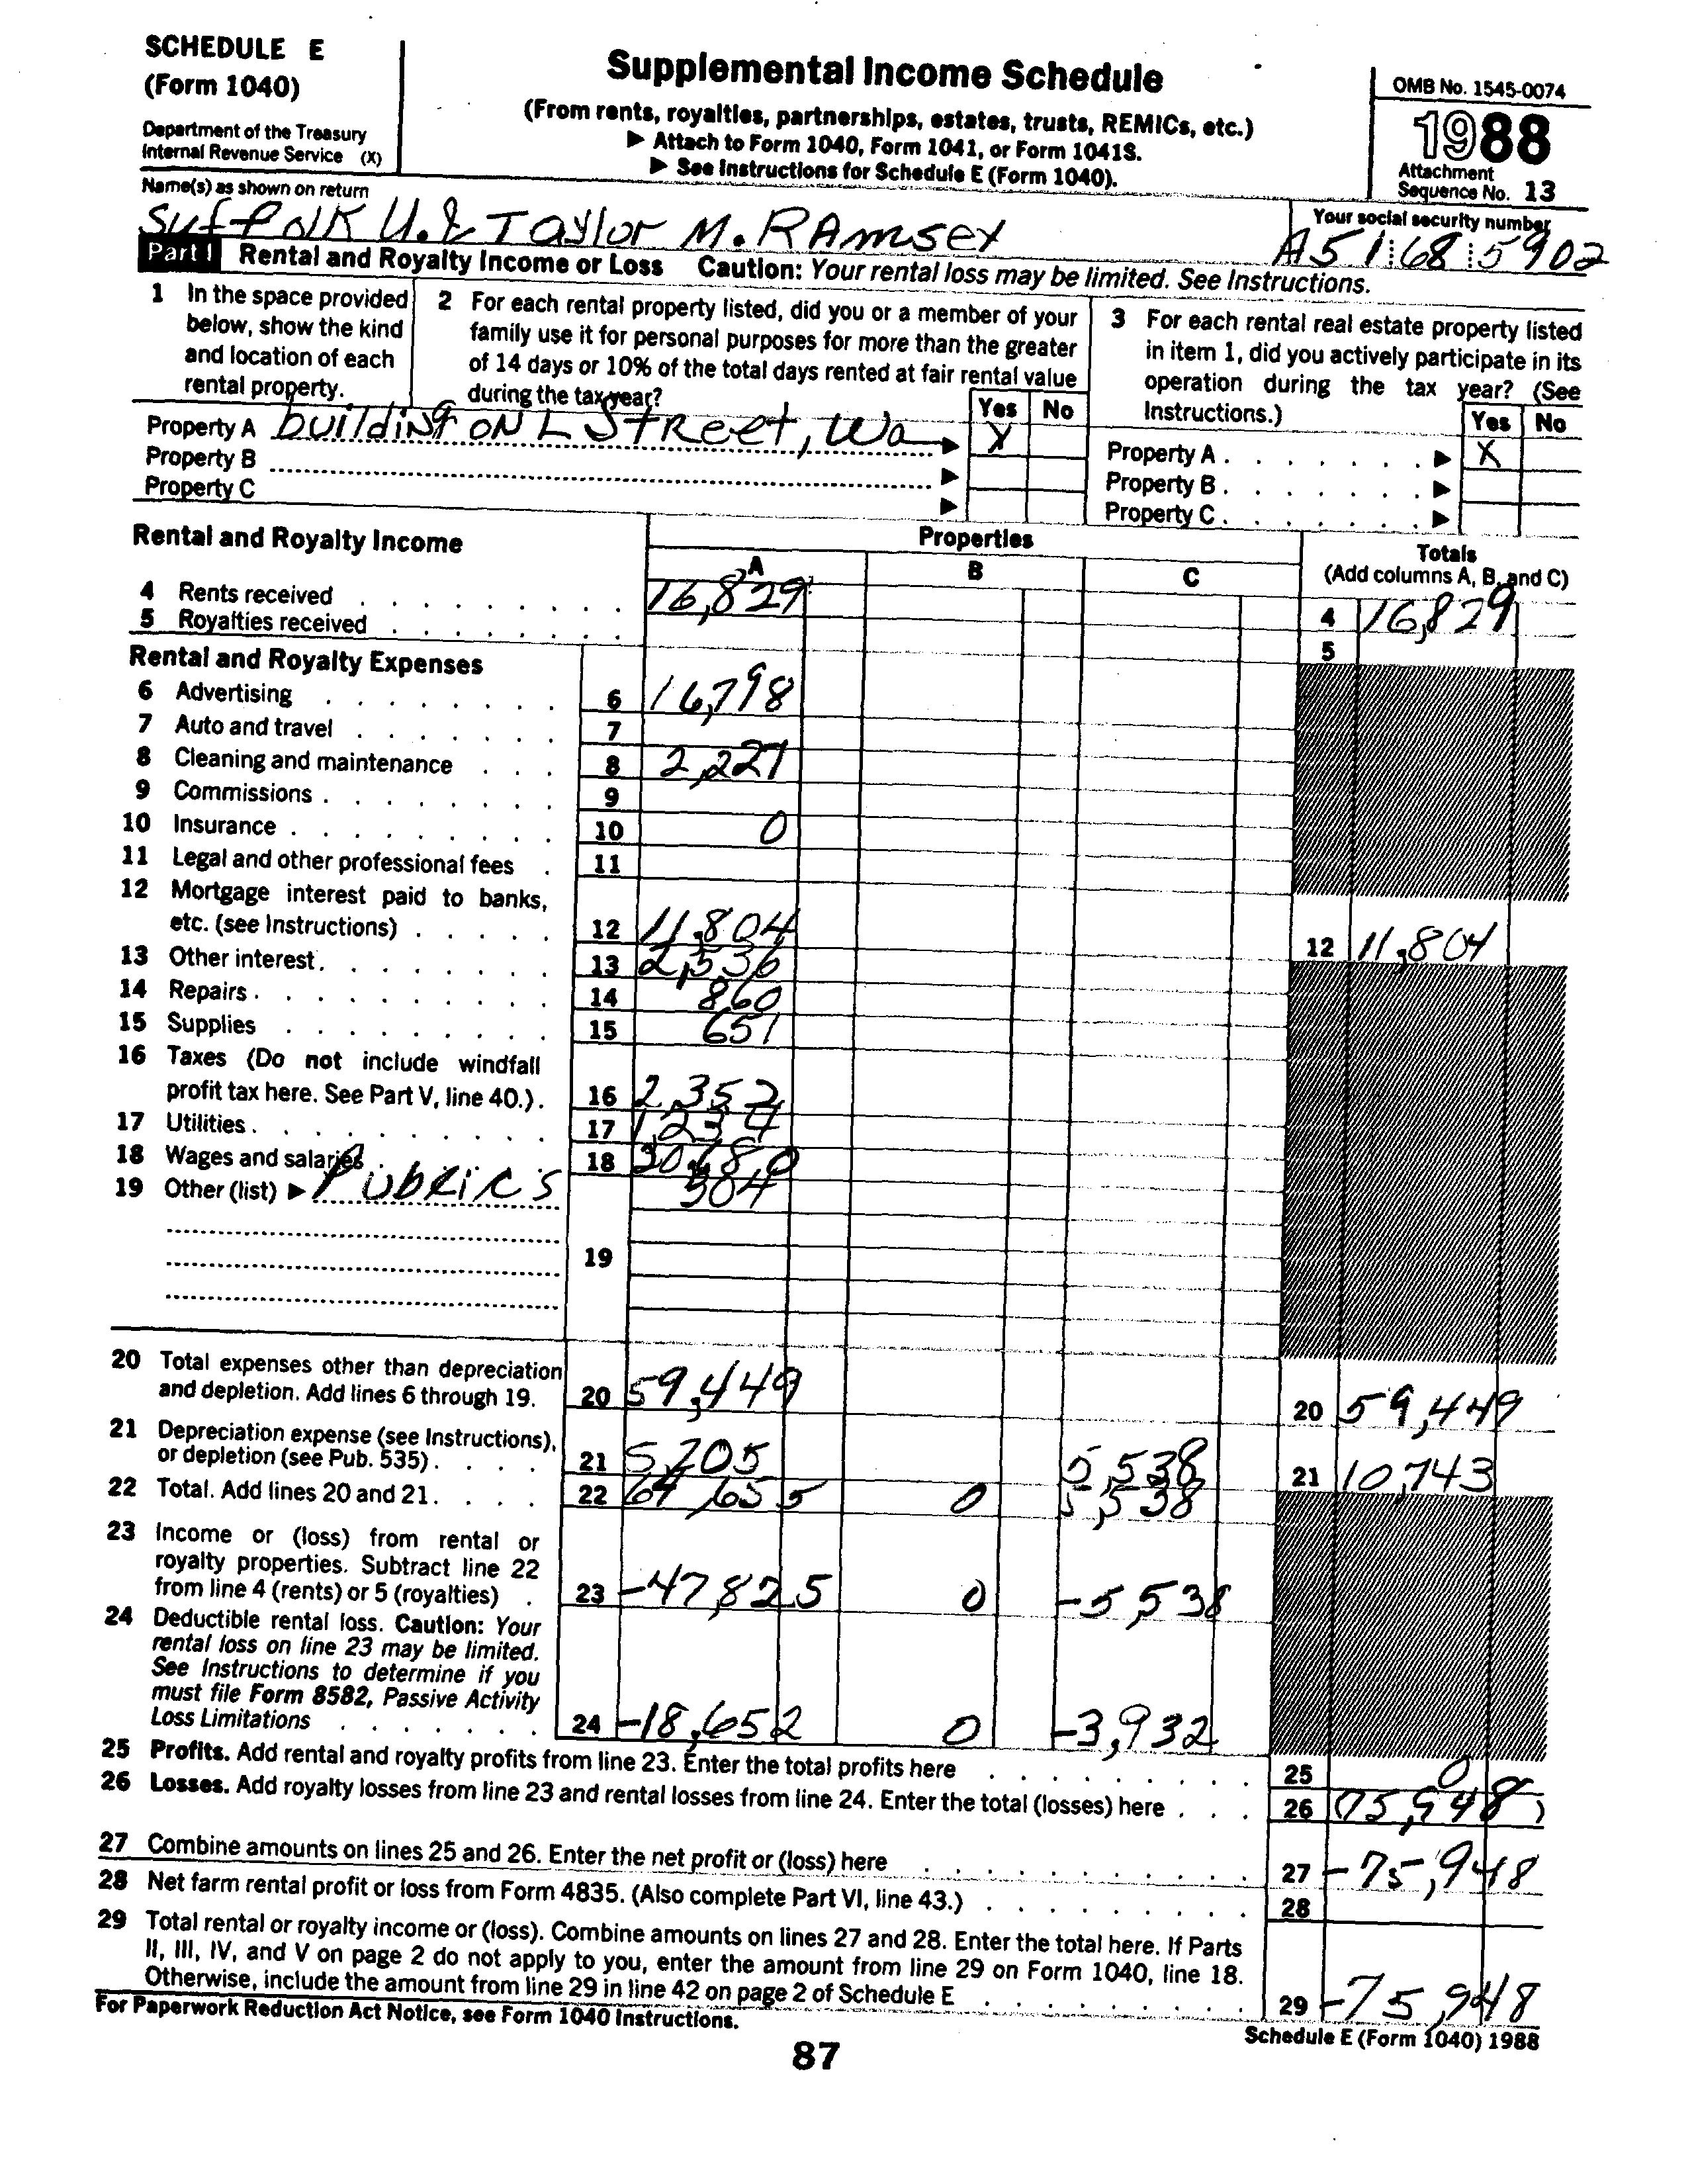 SCHEDULE E
(Form 1040)
Department of the Treasury
Internal Revenue Service (X)
Supplemental Income Schedule
(From rents, royalties, partnerships, estates, trusts, REMICs, etc.)
▶ Attach to Form 1040, Form 1041, or Form 1041S.
▶ See Instructions for Schedule E (Form 1040).
OMB No. 1545-0074
1988
Attachment
Sequence No. 13
Name(s) as shown on return
Suffolk U. & Taylor M. Ramsey
Your social security number
A51 68 5902
Part I Rental and Royalty Income or Loss Caution: Your rental loss may be limited. See Instructions.
1 In the space provided
below, show the kind
and location of each
rental property.
2 For each rental property listed, did you or a member of your
family use it for personal purposes for more than the greater
of 14 days or 10% of the total days rented at fair rental value
during the tax year?
Yes No
3 For each rental real estate property listed
in item 1, did you actively participate in its
operation during the tax year? (See
Instructions.)
Yes No
Property A building ON L Street, Wa ▶ X
Property B ▶
Property C ▶
Property A . . . . . . . ▶ X
Property B . . . . . . . ▶
Property C . . . . . . . ▶
Rental and Royalty Income
Properties
A B C
Totals
(Add columns A, B, and C)
4 Rents received 16,829 4 16,829
5 Royalties received 5
Rental and Royalty Expenses
6 Advertising 6 16,798
7 Auto and travel 7
8 Cleaning and maintenance 8 2,227
9 Commissions 9
10 Insurance 10 0
11 Legal and other professional fees 11
12 Mortgage interest paid to banks,
etc. (see Instructions) 12 11,804 12 11,804
13 Other interest 13 2,536
14 Repairs 14 860
15 Supplies 15 651
16 Taxes (Do not include windfall
profit tax here. See Part V, line 40.) 16 2,352
17 Utilities 17 1,234
18 Wages and salaries 18
19 Other (list) ▶
19
20 Total expenses other than depreciation
and depletion. Add lines 6 through 19. 20 59,449 20 59,449
21 Depreciation expense (see Instructions),
or depletion (see Pub. 535) 21 5,205 5,538 21 10,743
22 Total. Add lines 20 and 21 22 64,655 0 5,538
23 Income or (loss) from rental or
royalty properties. Subtract line 22
from line 4 (rents) or 5 (royalties) 23 -47,825 0 -5,538
24 Deductible rental loss. Caution: Your
rental loss on line 23 may be limited.
See Instructions to determine if you
must file Form 8582, Passive Activity
Loss Limitations 24 -18,652 0 -3,932
25 Profits. Add rental and royalty profits from line 23. Enter the total profits here 25 0
26 Losses. Add royalty losses from line 23 and rental losses from line 24. Enter the total (losses) here 26 (75,948)
27 Combine amounts on lines 25 and 26. Enter the net profit or (loss) here 27 -75,948
28 Net farm rental profit or loss from Form 4835. (Also complete Part VI, line 43.) 28
29 Total rental or royalty income or (loss). Combine amounts on lines 27 and 28. Enter the total here. If Parts
II, III, IV, and V on page 2 do not apply to you, enter the amount from line 29 on Form 1040, line 18.
Otherwise, include the amount from line 29 in line 42 on page 2 of Schedule E 29 -75,948
For Paperwork Reduction Act Notice, see Form 1040 Instructions.
Schedule E (Form 1040) 1988
87